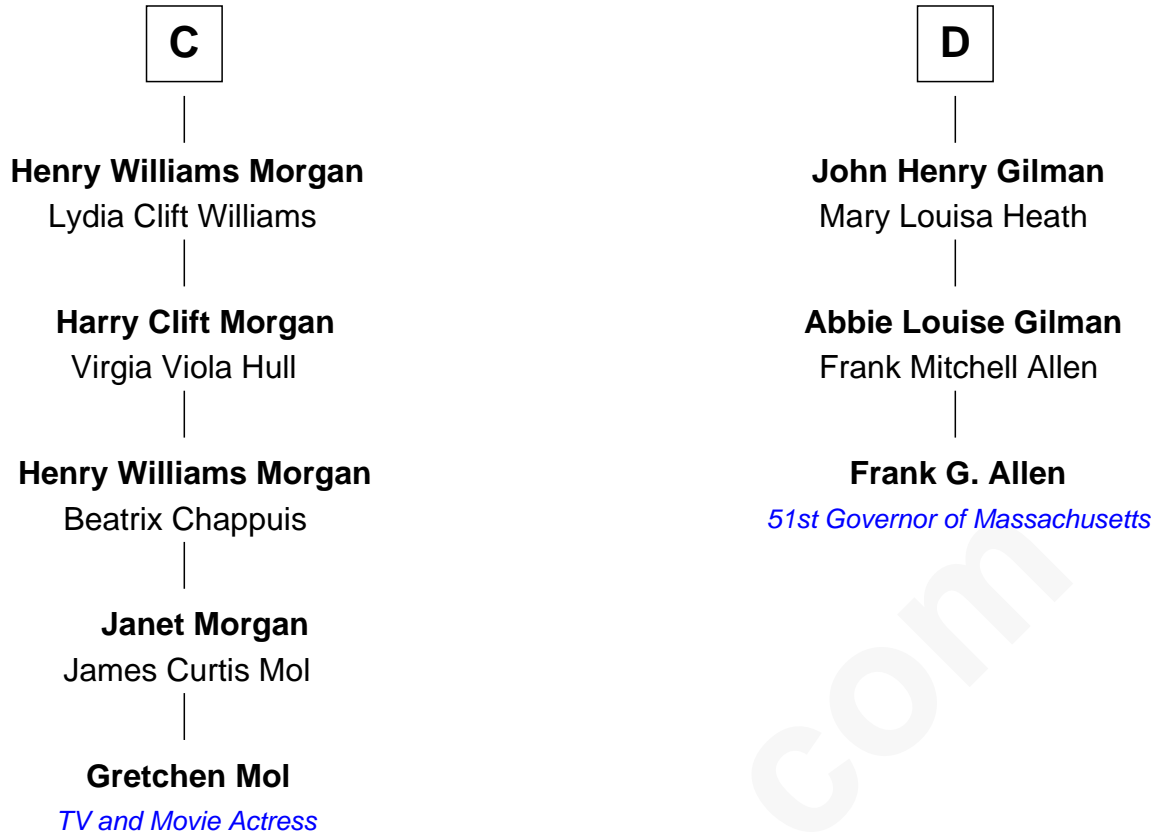 C
Henry Williams Morgan
Lydia Clift Williams
Harry Clift Morgan
Virgia Viola Hull
Henry Williams Morgan
Beatrix Chappuis
Janet Morgan
James Curtis Mol
Gretchen Mol
TV and Movie Actress
D
John Henry Gilman
Mary Louisa Heath
Abbie Louise Gilman
Frank Mitchell Allen
Frank G. Allen
51st Governor of Massachusetts
com